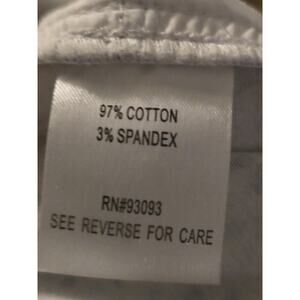 97% COTTON
3% SPANDEX
RN#93093
SEE REVERSE FOR CARE